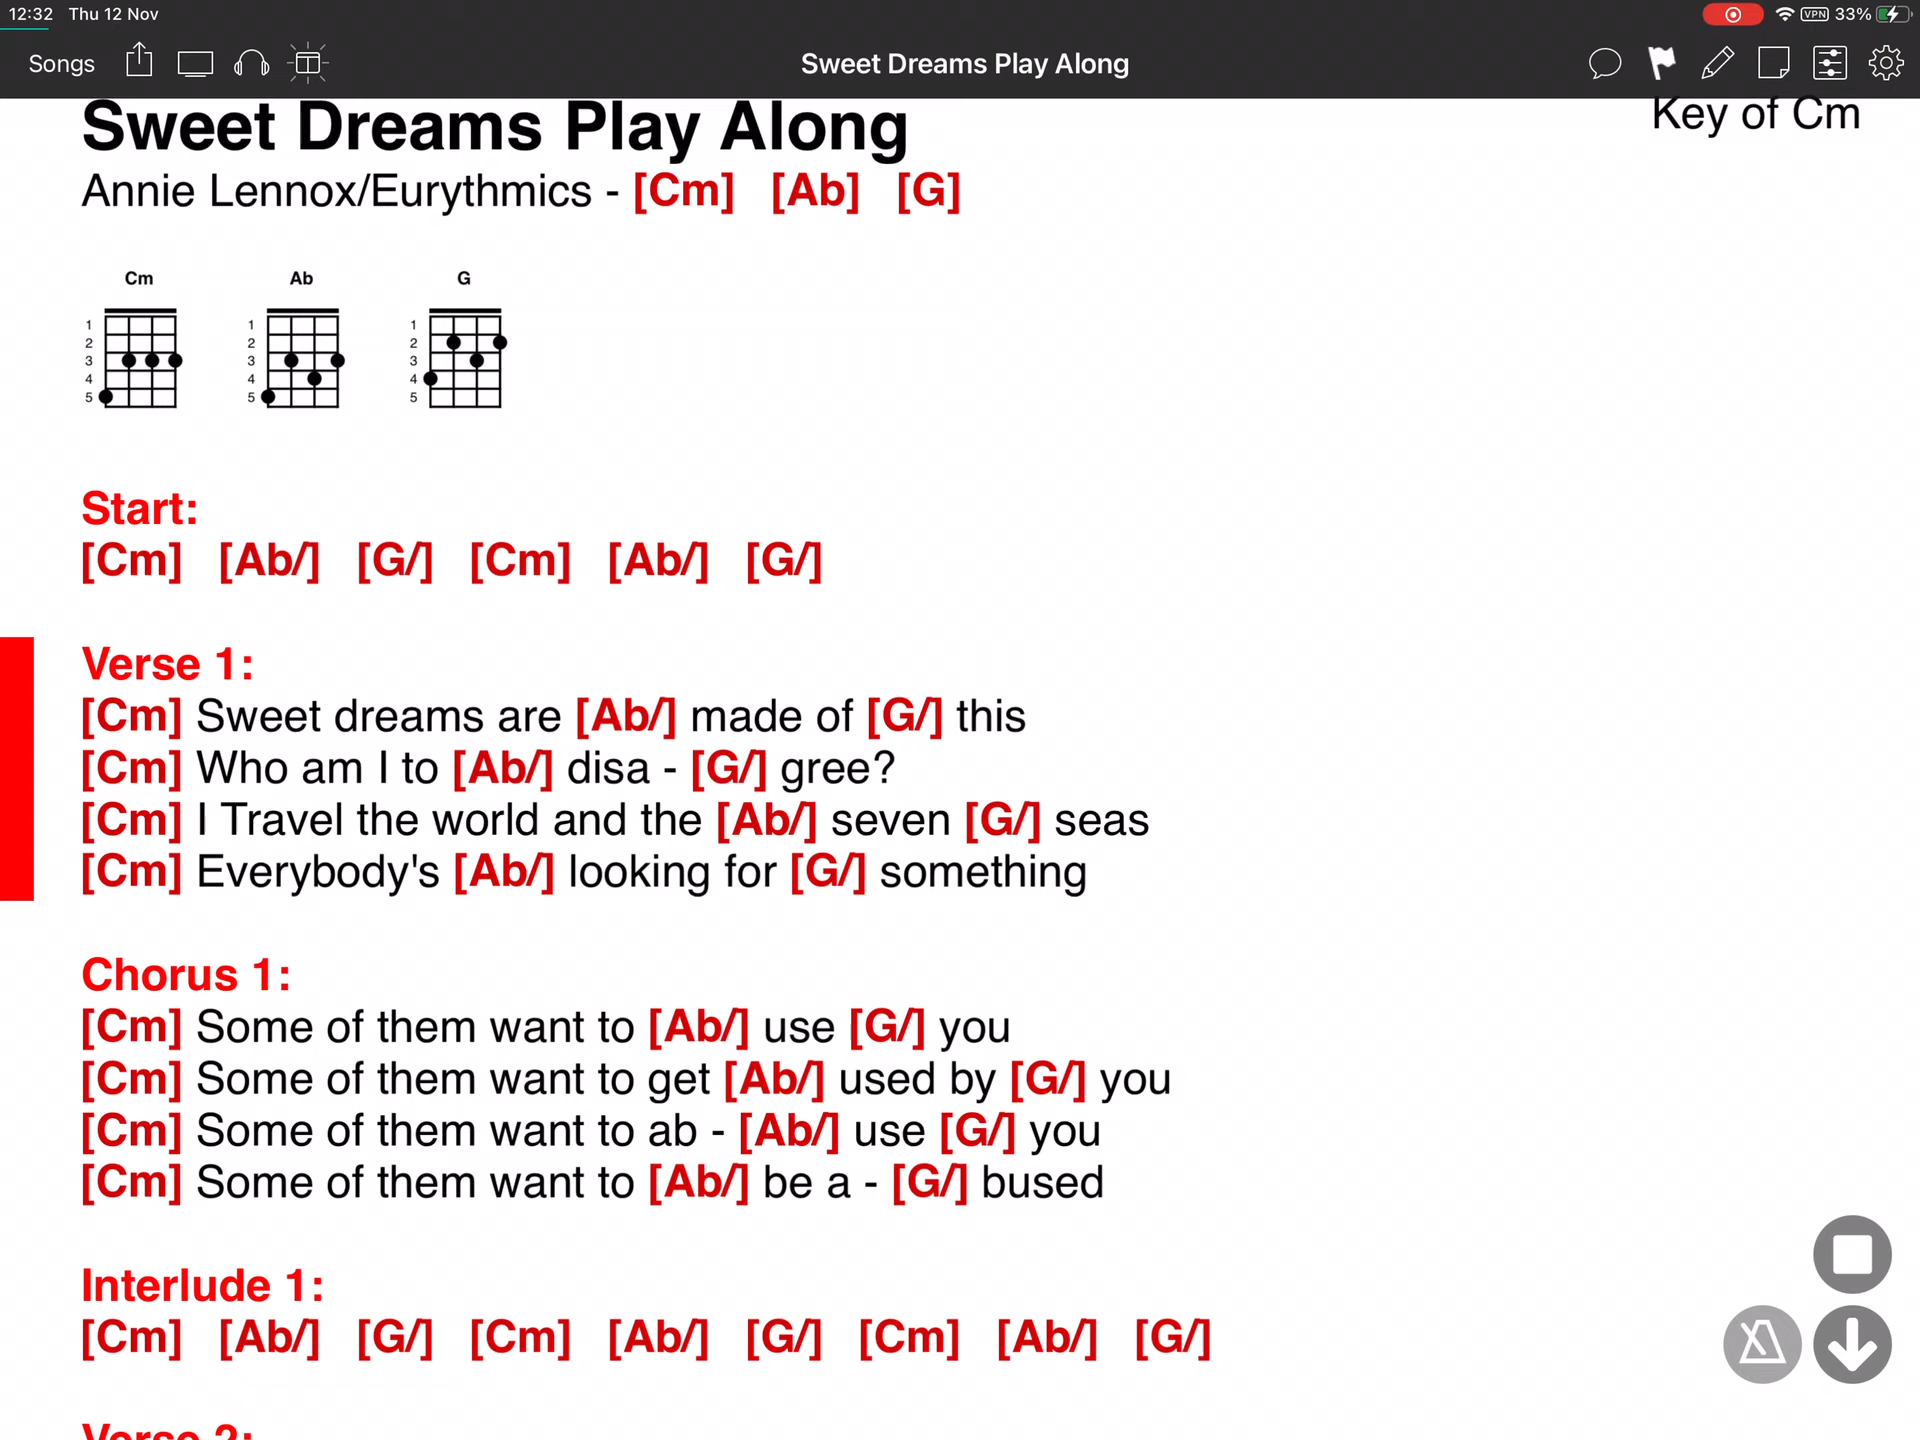 12:32 Thu 12 Nov
VPN 33%
Songs
Sweet Dreams Play Along
Sweet Dreams Play Along
Key of Cm
Annie Lennox/Eurythmics - [Cm] [Ab] [G]
Cm Ab G
1 1 1
2 2 2
3 3 3
4 4 4
5 5 5
Start:
[Cm] [Ab/] [G/] [Cm] [Ab/] [G/]
Verse 1:
[Cm] Sweet dreams are [Ab/] made of [G/] this
[Cm] Who am I to [Ab/] disa - [G/] gree?
[Cm] I Travel the world and the [Ab/] seven [G/] seas
[Cm] Everybody's [Ab/] looking for [G/] something
Chorus 1:
[Cm] Some of them want to [Ab/] use [G/] you
[Cm] Some of them want to get [Ab/] used by [G/] you
[Cm] Some of them want to ab - [Ab/] use [G/] you
[Cm] Some of them want to [Ab/] be a - [G/] bused
Interlude 1:
[Cm] [Ab/] [G/] [Cm] [Ab/] [G/] [Cm] [Ab/] [G/]
Verse 2: